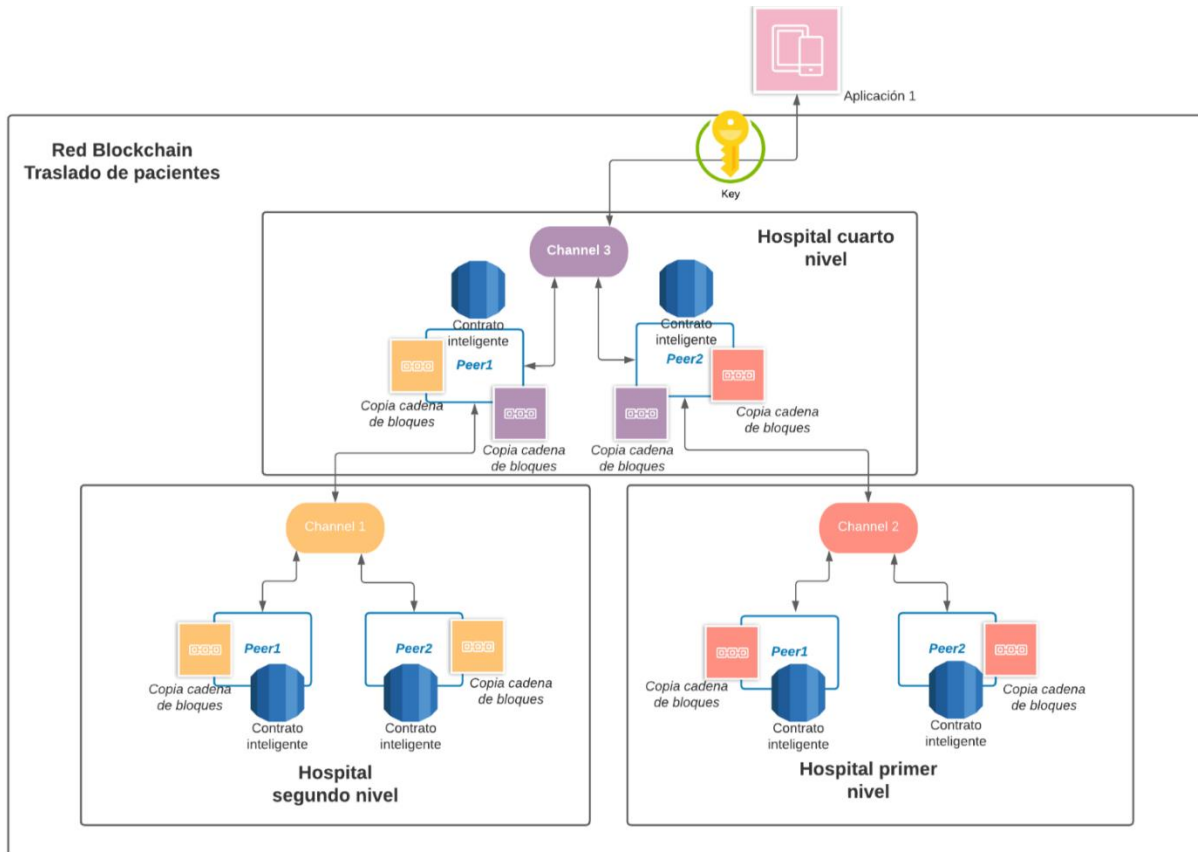 Aplicación 1
Red Blockchain
Traslado de pacientes
Key
Hospital cuarto
nivel
Channel 3
Contrato
inteligente
Peer1
Copia cadena
de bloques
Copia cadena
de bloques
Contrato
inteligente
Peer2
Copia cadena
de bloques
Copia cadena
de bloques
Channel 1
Peer1
Copia cadena
de bloques
Contrato
inteligente
Peer2
Copia cadena
de bloques
Contrato
inteligente
Hospital
segundo nivel
Channel 2
Peer1
Copia cadena
de bloques
Contrato
inteligente
Peer2
Copia cadena
de bloques
Contrato
inteligente
Hospital primer
nivel